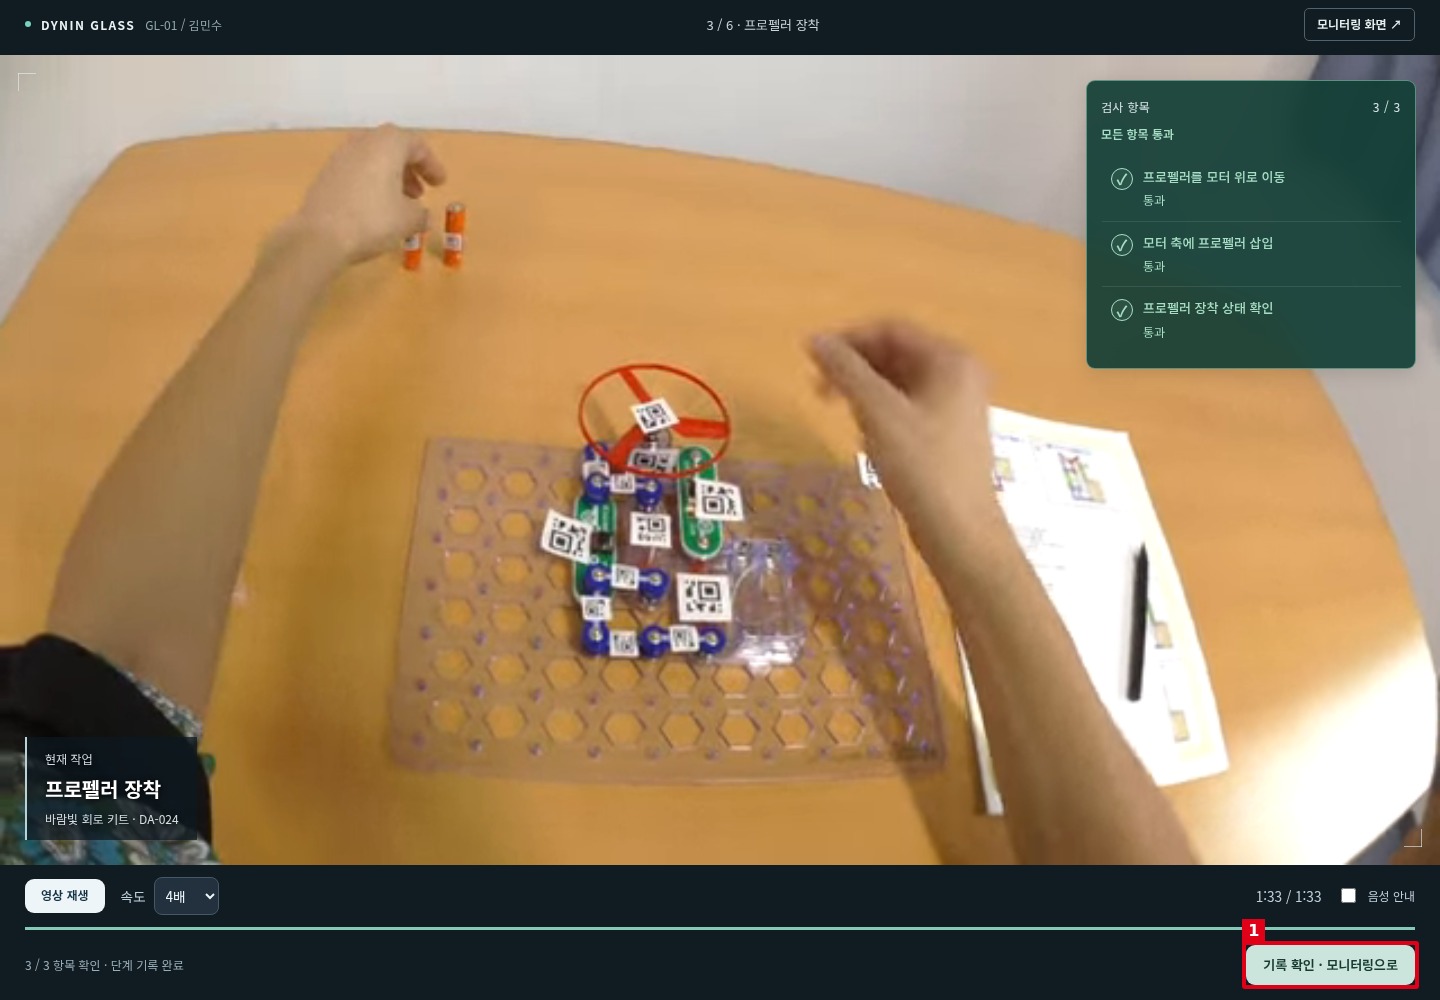 DYNIN GLASS GL-01 / 김민수
3 / 6 · 프로펠러 장착
모니터링 화면 ↗
검사 항목 3 / 3
모든 항목 통과
프로펠러를 모터 위로 이동
통과
모터 축에 프로펠러 삽입
통과
프로펠러 장착 상태 확인
통과
현재 작업
프로펠러 장착
바람빛 회로 키트 · DA-024
영상 재생 속도 4배
1:33 / 1:33 음성 안내
1
3 / 3 항목 확인 · 단계 기록 완료
기록 확인 · 모니터링으로